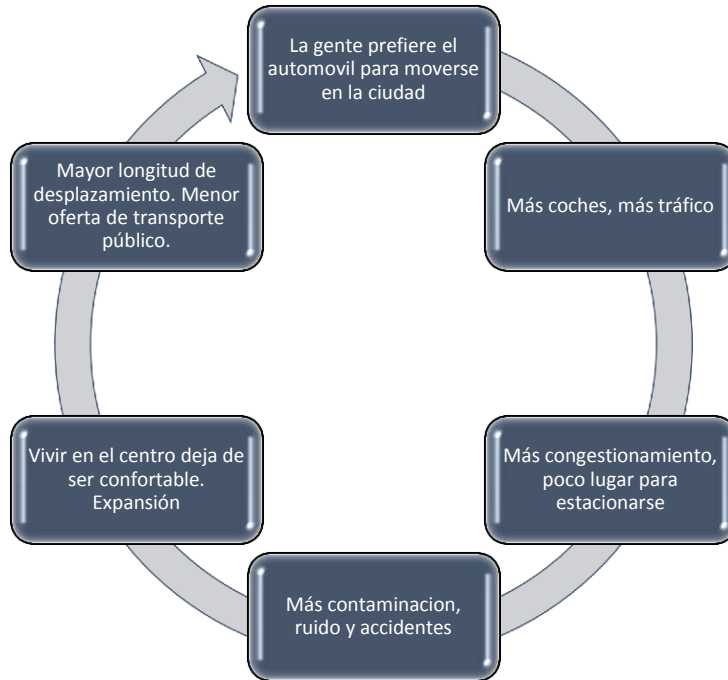 La gente prefiere el
automovil para moverse
en la ciudad
Más coches, más tráfico
Más congestionamiento,
poco lugar para
estacionarse
Más contaminacion,
ruido y accidentes
Vivir en el centro deja de
ser confortable.
Expansión
Mayor longitud de
desplazamiento. Menor
oferta de transporte
público.